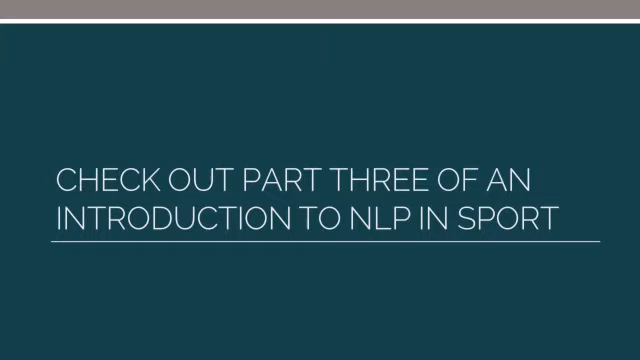 CHECK OUT PART THREE OF AN
INTRODUCTION TO NLP IN SPORT